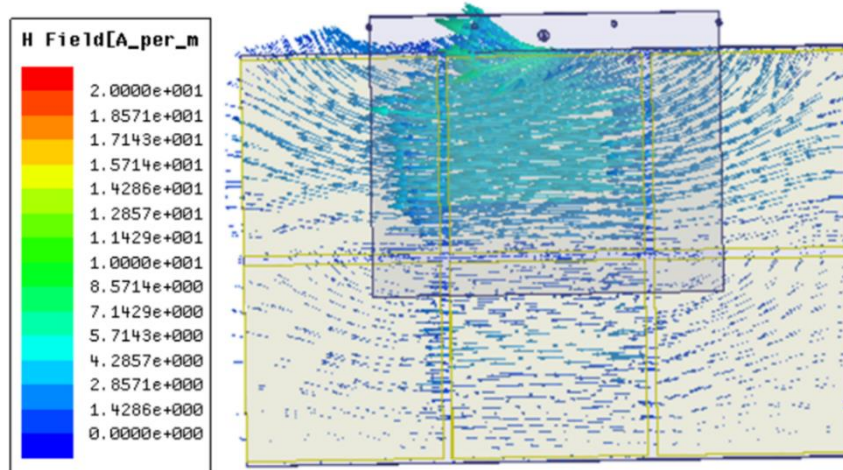 H Field[A_per_m
2.0000e+001
1.8571e+001
1.7143e+001
1.5714e+001
1.4286e+001
1.2857e+001
1.1429e+001
1.0000e+001
8.5714e+000
7.1429e+000
5.7143e+000
4.2857e+000
2.8571e+000
1.4286e+000
0.0000e+000